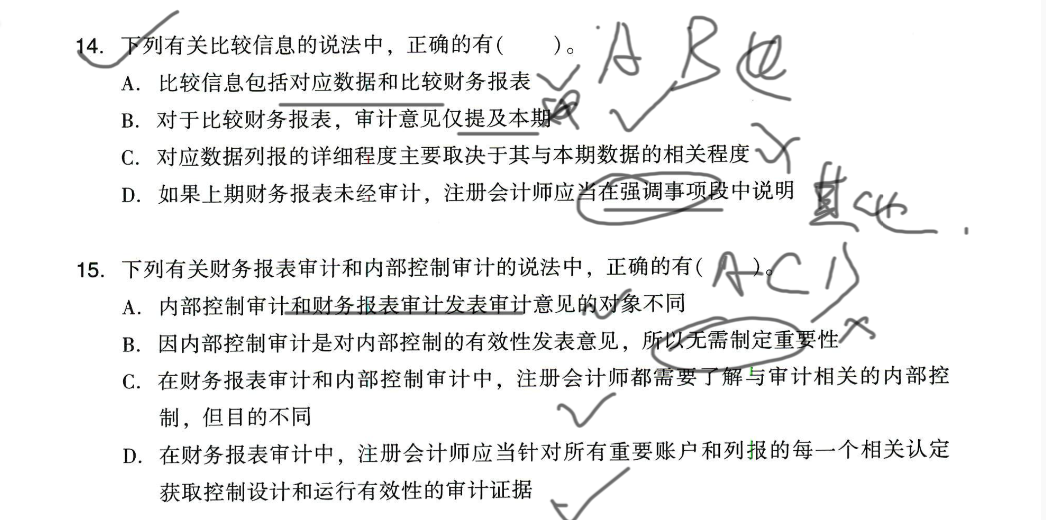 14. 下列有关比较信息的说法中，正确的有(　　)。 A B
A. 比较信息包括对应数据和比较财务报表
B. 对于比较财务报表，审计意见仅提及本期
C. 对应数据列报的详细程度主要取决于其与本期数据的相关程度
D. 如果上期财务报表未经审计，注册会计师应当在强调事项段中说明 其他
15. 下列有关财务报表审计和内部控制审计的说法中，正确的有( ACD )。
A. 内部控制审计和财务报表审计发表审计意见的对象不同
B. 因内部控制审计是对内部控制的有效性发表意见，所以无需制定重要性
C. 在财务报表审计和内部控制审计中，注册会计师都需要了解与审计相关的内部控
制，但目的不同
D. 在财务报表审计中，注册会计师应当针对所有重要账户和列报的每一个相关认定
获取控制设计和运行有效性的审计证据